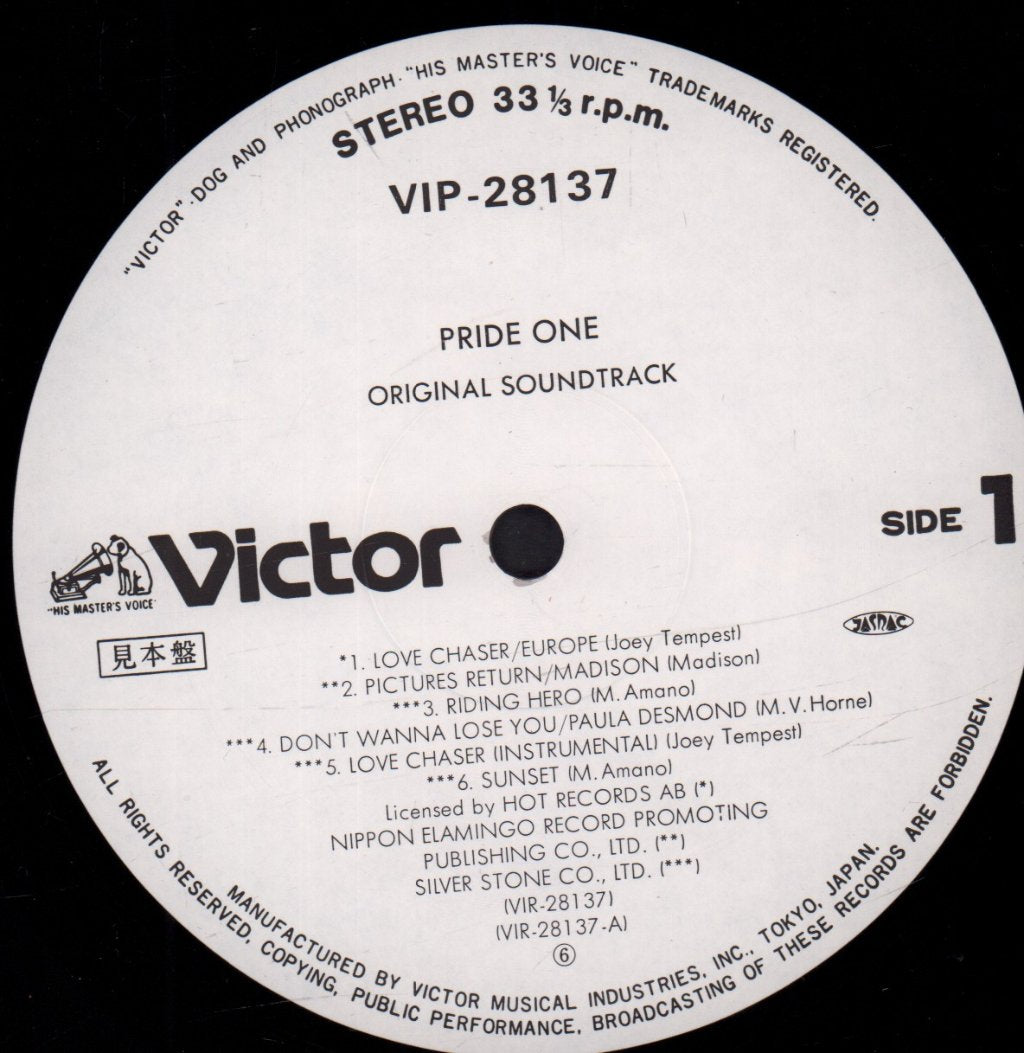 "VICTOR"·DOG AND PHONOGRAPH·"HIS MASTER'S VOICE" TRADEMARKS REGISTERED.
STEREO 33 ⅓ r.p.m.
VIP-28137
PRIDE ONE
ORIGINAL SOUNDTRACK
SIDE 1
Victor
"HIS MASTER'S VOICE"
JASRAC
見本盤
*1. LOVE CHASER/EUROPE (Joey Tempest)
**2. PICTURES RETURN/MADISON (Madison)
***3. RIDING HERO (M. Amano)
***4. DON'T WANNA LOSE YOU/PAULA DESMOND (M.V.Horne)
***5. LOVE CHASER (INSTRUMENTAL) (Joey Tempest)
***6. SUNSET (M. Amano)
Licensed by HOT RECORDS AB (*)
NIPPON ELAMINGO RECORD PROMOTING
PUBLISHING CO., LTD. (**)
SILVER STONE CO., LTD. (***)
(VIR-28137)
(VIR-28137-A)
⑥
MANUFACTURED BY VICTOR MUSICAL INDUSTRIES, INC., TOKYO, JAPAN.
ALL RIGHTS RESERVED, COPYING, PUBLIC PERFORMANCE, BROADCASTING OF THESE RECORDS ARE FORBIDDEN.